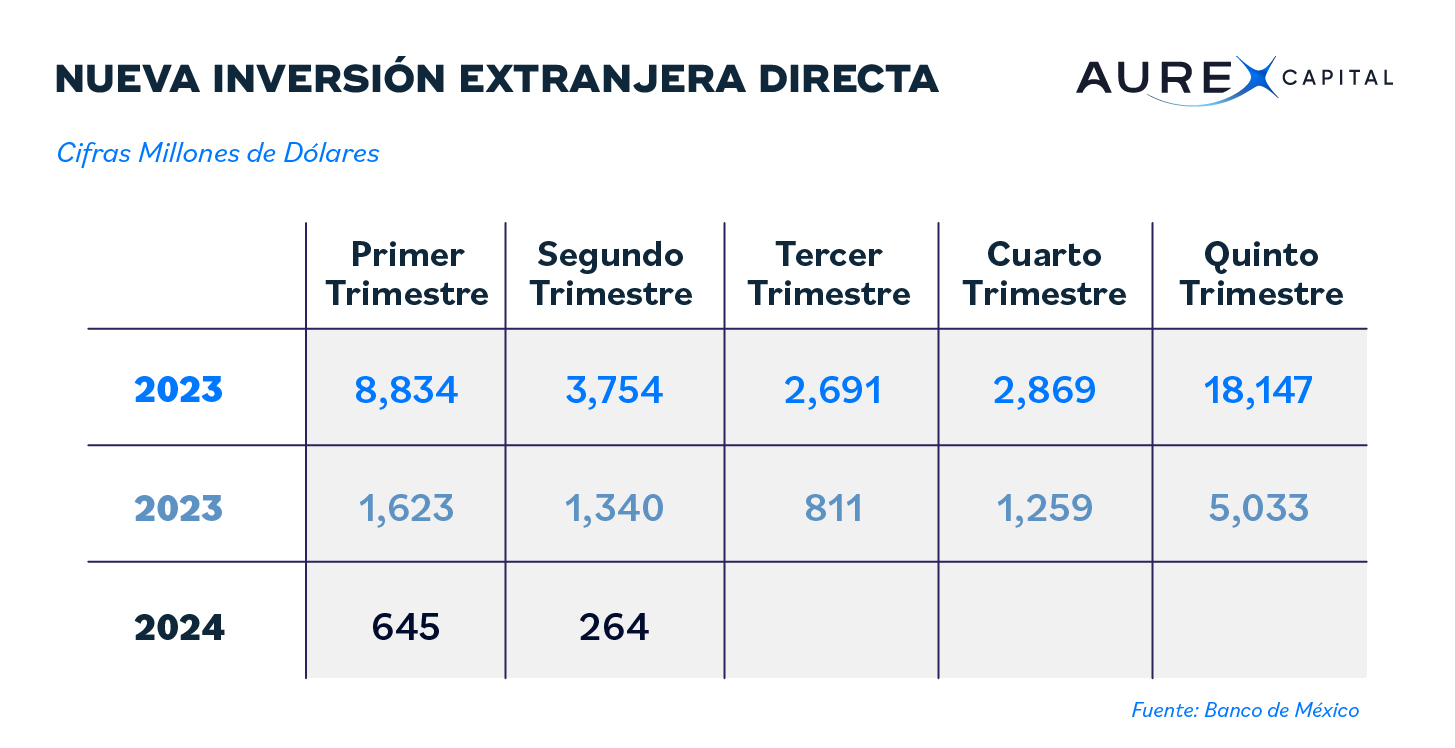 NUEVA INVERSIÓN EXTRANJERA DIRECTA
AUREX CAPITAL
Cifras Millones de Dólares
Primer Trimestre
Segundo Trimestre
Tercer Trimestre
Cuarto Trimestre
Quinto Trimestre
2023 8,834 3,754 2,691 2,869 18,147
2023 1,623 1,340 811 1,259 5,033
2024 645 264
Fuente: Banco de México